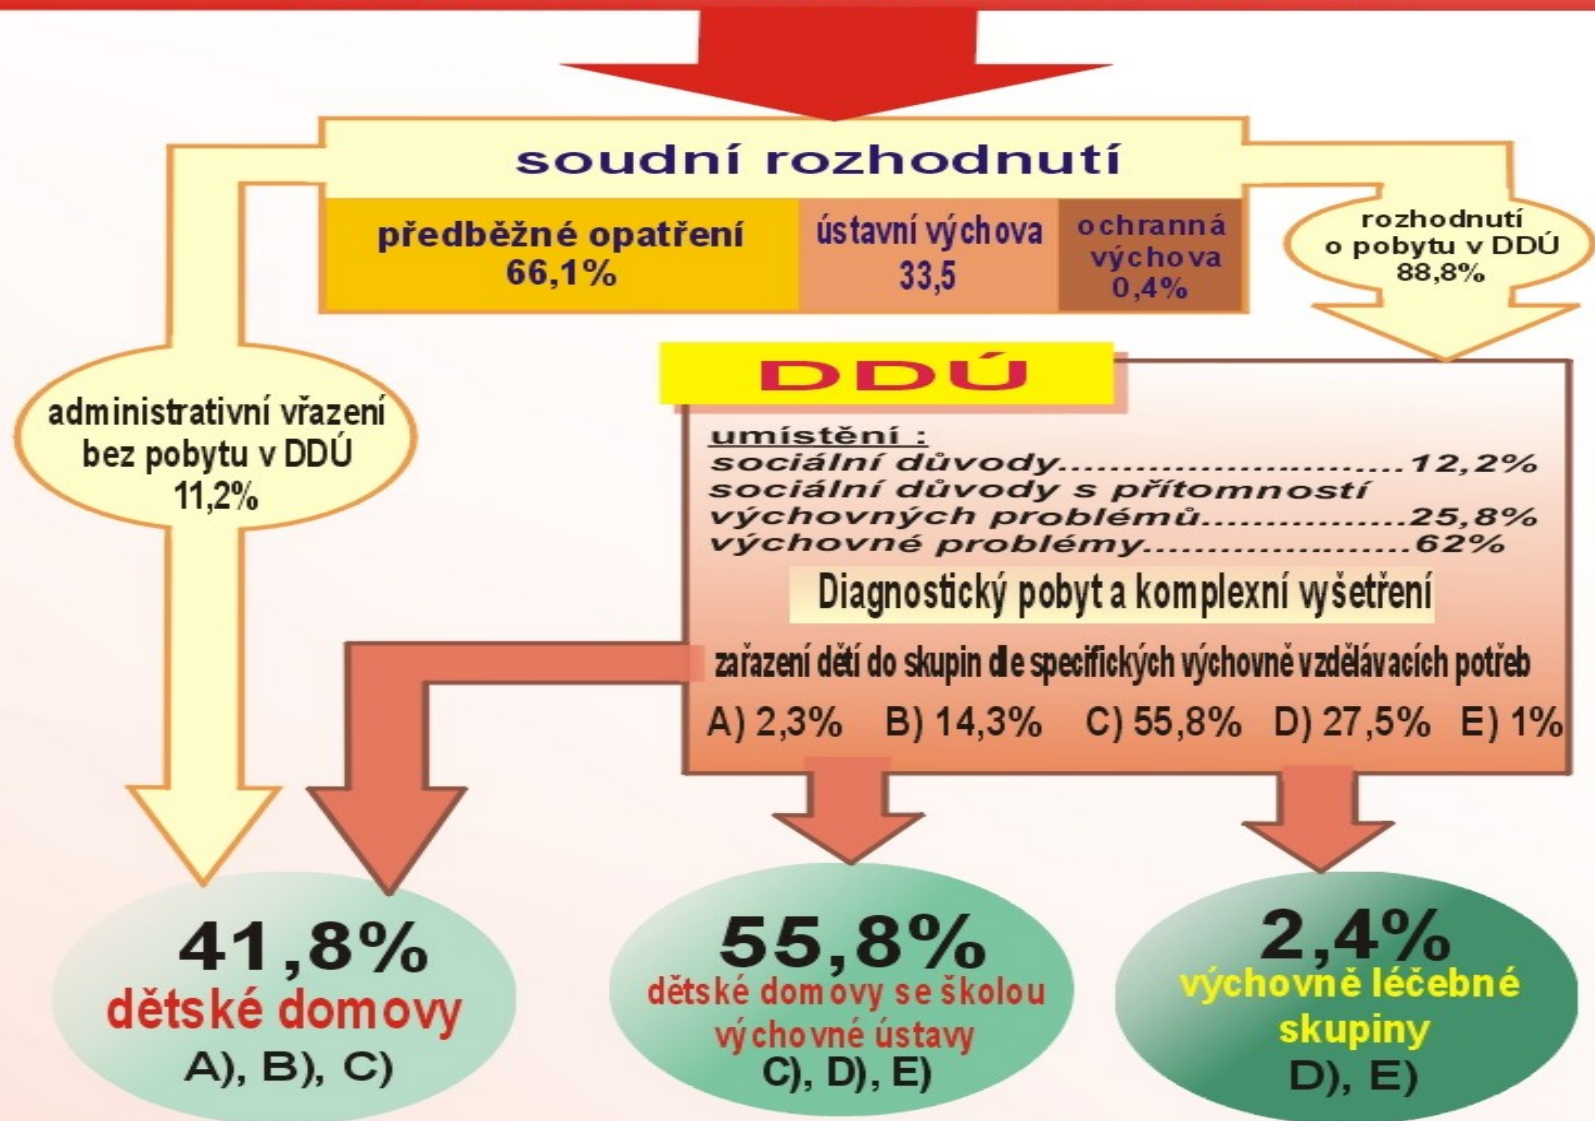 soudní rozhodnutí
předběžné opatření
66,1%
ústavní výchova
33,5
ochranná
výchova
0,4%
rozhodnutí
o pobytu v DDÚ
88,8%
administrativní vřazení
bez pobytu v DDÚ
11,2%
DDÚ
umístění :
sociální důvody...........................12,2%
sociální důvody s přítomností
výchovných problémů................25,8%
výchovné problémy.....................62%
Diagnostický pobyt a komplexní vyšetření
zařazení dětí do skupin dle specifických výchovně vzdělávacích potřeb
A) 2,3% B) 14,3% C) 55,8% D) 27,5% E) 1%
41,8%
dětské domovy
A), B), C)
55,8%
dětské domovy se školou
výchovné ústavy
C), D), E)
2,4%
výchovně léčebné
skupiny
D), E)